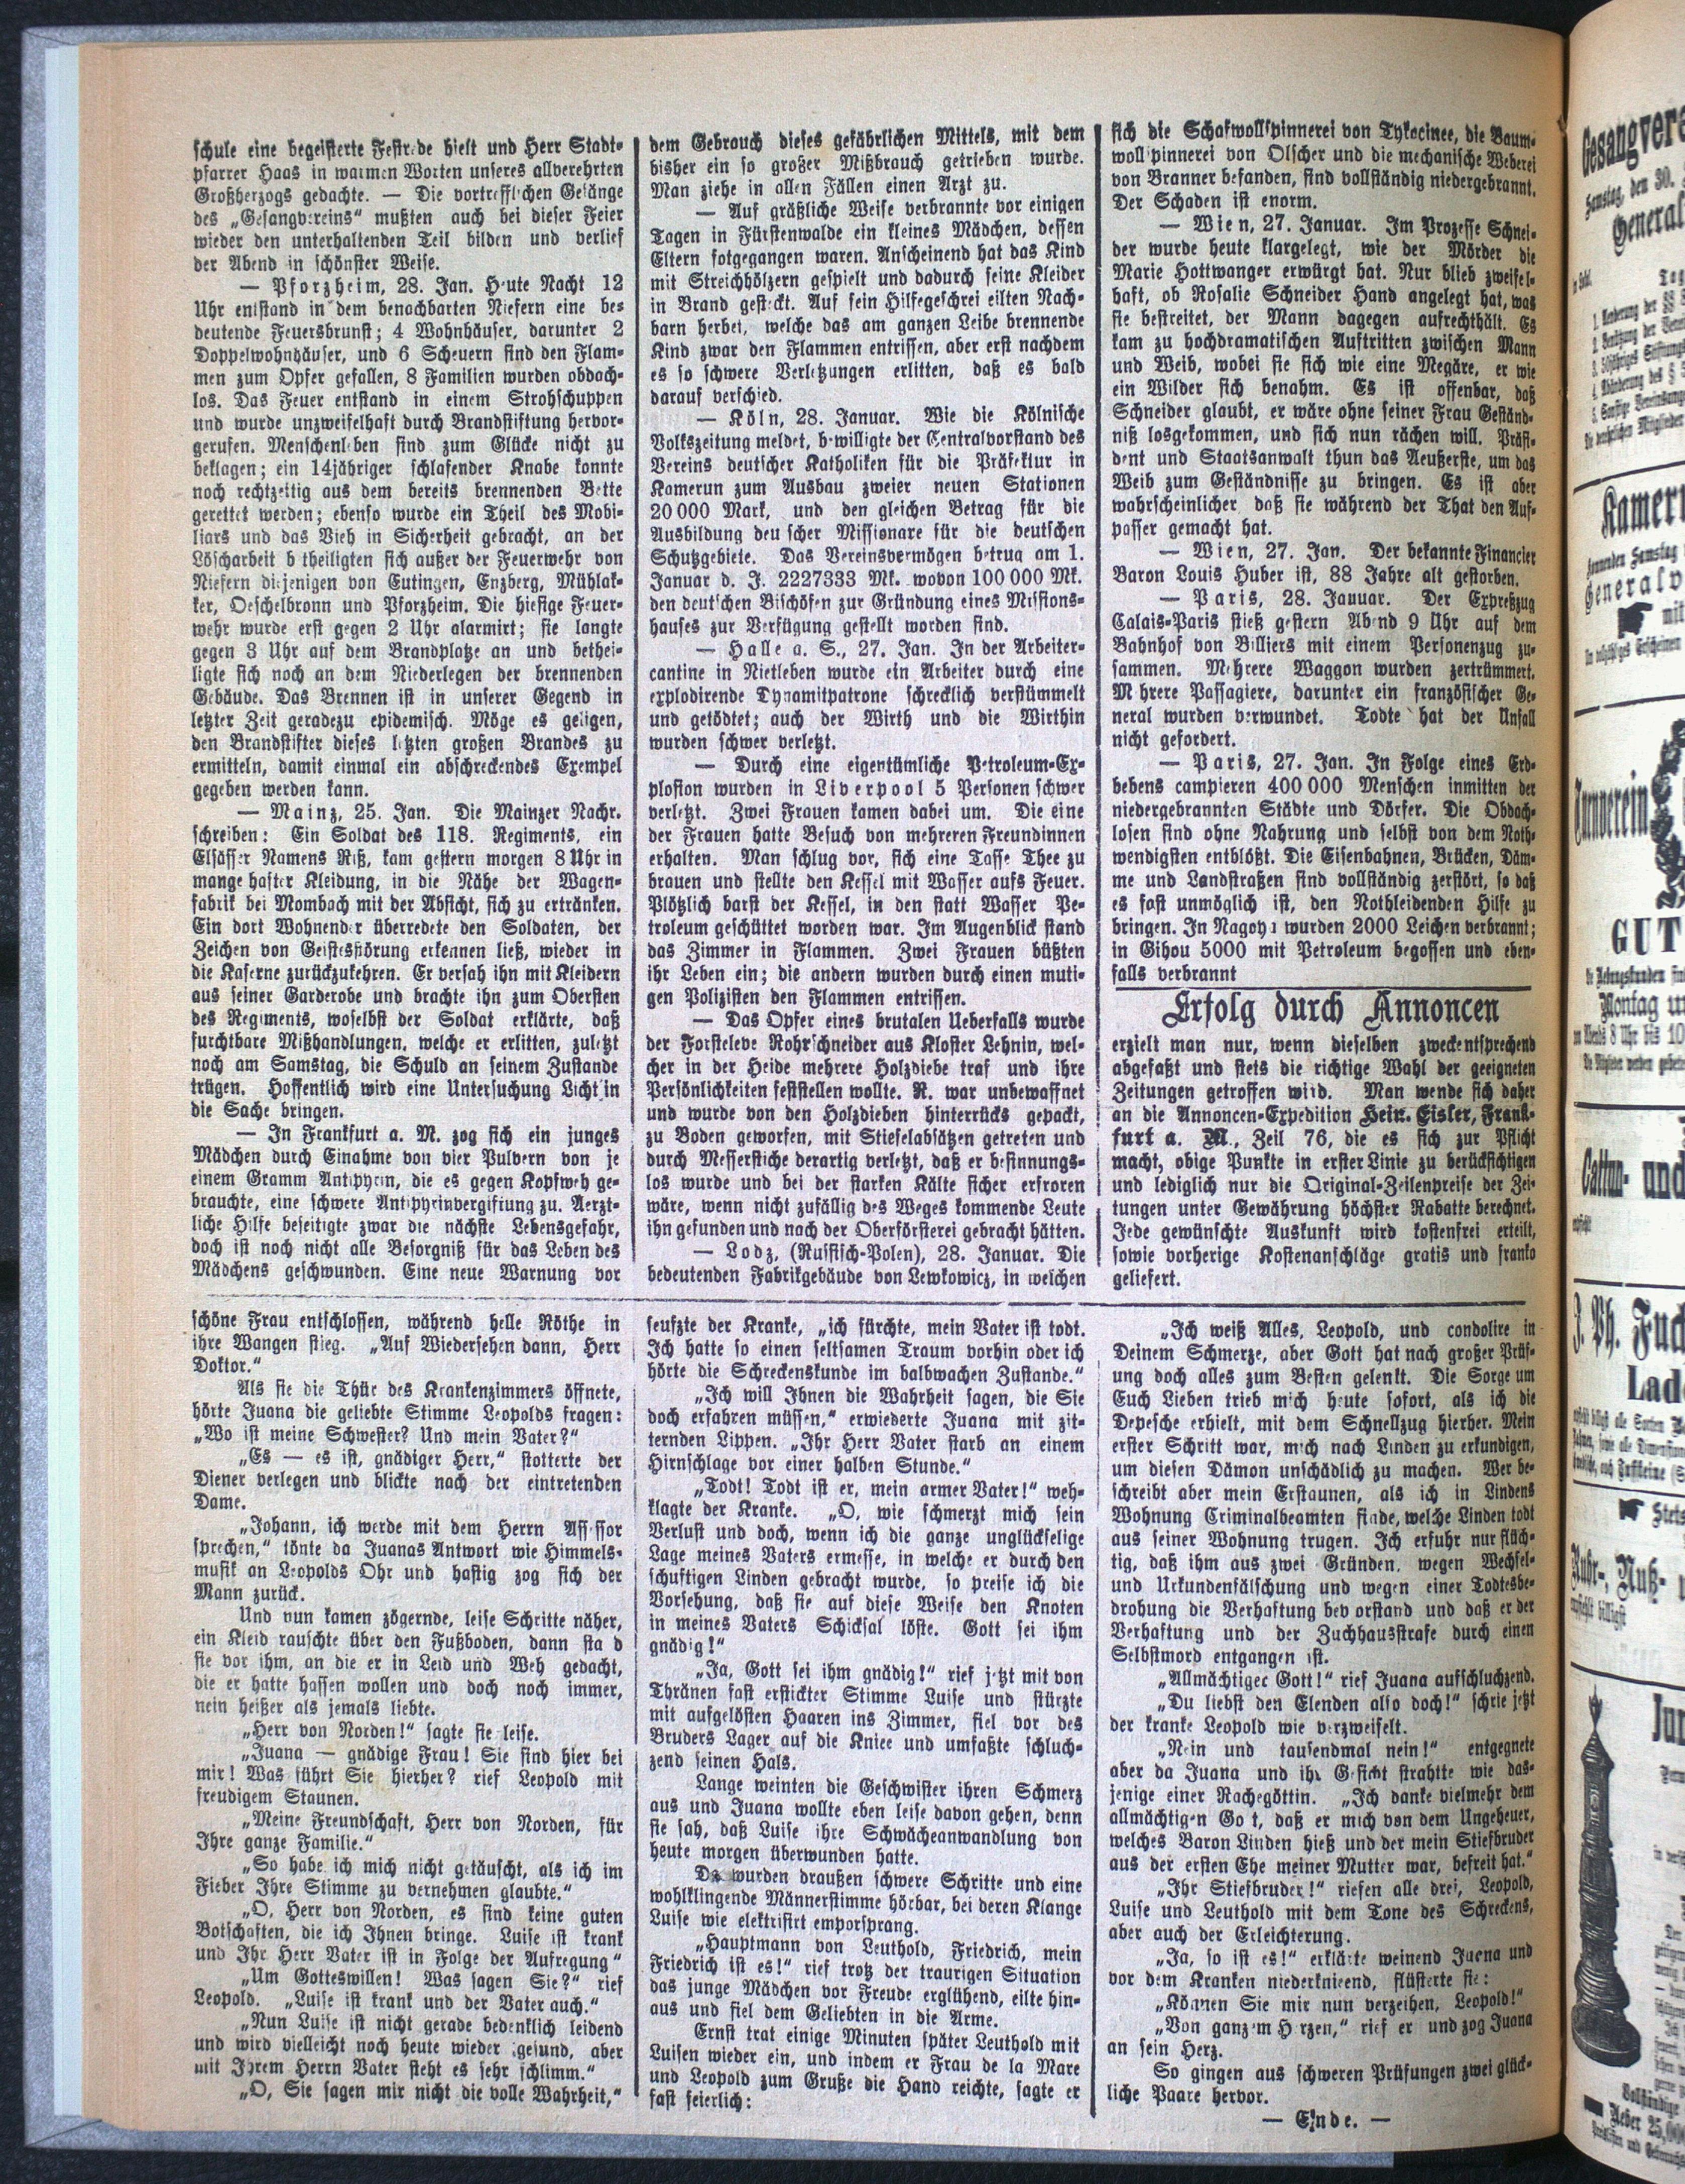 schule eine begeisterte Festrede hielt und Herr Stadt-
pfarrer Haas in warmen Worten unseres allverehrten
Großherzogs gedachte. — Die vortrefflichen Gesänge
des „Gesangvereins“ mußten auch bei dieser Feier
wieder den unterhaltenden Teil bilden und verlief
der Abend in schönster Weise.
— Pforzheim, 28. Jan. Heute Nacht 12
Uhr entstand in dem benachbarten Niefern eine be-
deutende Feuersbrunst; 4 Wohnhäuser, darunter 2
Doppelwohnhäuser, und 6 Scheuern sind den Flam-
men zum Opfer gefallen, 8 Familien wurden obdach-
los. Das Feuer entstand in einem Strohschuppen
und wurde unzweifelhaft durch Brandstiftung hervor-
gerufen. Menschenleben sind zum Glücke nicht zu
beklagen; ein 14jähriger schlafender Knabe konnte
noch rechtzeitig aus dem bereits brennenden Bette
gerettet werden; ebenso wurde ein Theil des Mobi-
liars und das Vieh in Sicherheit gebracht, an der
Löscharbeit betheiligten sich außer der Feuerwehr von
Niefern diejenigen von Eutingen, Enzberg, Mühlak-
ker, Oeschelbronn und Pforzheim. Die hiesige Feuer-
wehr wurde erst gegen 2 Uhr alarmirt; sie langte
gegen 3 Uhr auf dem Brandplatze an und bethei-
ligte sich noch an dem Niederlegen der brennenden
Gebäude. Das Brennen ist in unserer Gegend in
letzter Zeit geradezu epidemisch. Möge es gelingen,
den Brandstifter dieses letzten großen Brandes zu
ermitteln, damit einmal ein abschreckendes Exempel
gegeben werden kann.
— Mainz, 25. Jan. Die Mainzer Nachr.
schreiben: Ein Soldat des 118. Regiments, ein
Elsässer Namens Riß, kam gestern morgen 8 Uhr in
mangelhafter Kleidung, in die Nähe der Wagen-
fabrik bei Mombach mit der Absicht, sich zu ertränken.
Ein dort Wohnender überredete den Soldaten, der
Zeichen von Geistesstörung erkennen ließ, wieder in
die Kaserne zurückzukehren. Er versah ihn mit Kleidern
aus seiner Garderobe und brachte ihn zum Obersten
des Regiments, woselbst der Soldat erklärte, daß
furchtbare Mißhandlungen, welche er erlitten, zuletzt
noch am Samstag, die Schuld an seinem Zustande
trügen. Hoffentlich wird eine Untersuchung Licht in
die Sache bringen.
— In Frankfurt a. M. zog sich ein junges
Mädchen durch Einahme von vier Pulvern von je
einem Gramm Antipyrin, die es gegen Kopfweh ge-
brauchte, eine schwere Antipyrinvergiftung zu. Aerzt-
liche Hilfe beseitigte zwar die nächste Lebensgefahr,
doch ist noch nicht alle Besorgniß für das Leben des
Mädchens geschwunden. Eine neue Warnung vor
dem Gebrauch dieses gefährlichen Mittels, mit dem
bisher ein so großer Mißbrauch getrieben wurde.
Man ziehe in allen Fällen einen Arzt zu.
— Auf gräßliche Weise verbrannte vor einigen
Tagen in Fürstenwalde ein kleines Mädchen, dessen
Eltern fotgegangen waren. Anscheinend hat das Kind
mit Streichhölzern gespielt und dadurch seine Kleider
in Brand gesteckt. Auf sein Hilfegeschrei eilten Nach-
barn herbei, welche das am ganzen Leibe brennende
Kind zwar den Flammen entrissen, aber erst nachdem
es so schwere Verletzungen erlitten, daß es bald
darauf verschied.
— Köln, 28. Januar. Wie die Kölnische
Volkszeitung meldet, bewilligte der Centralvorstand des
Vereins deutscher Katholiken für die Präfektur in
Kamerun zum Ausbau zweier neuen Stationen
20 000 Mark, und den gleichen Betrag für die
Ausbildung deutscher Missionare für die deutschen
Schutzgebiete. Das Vereinsvermögen betrug am 1.
Januar d. J. 2227333 Mk. wovon 100 000 Mk.
den deutschen Bischöfen zur Gründung eines Missions-
hauses zur Verfügung gestellt worden sind.
— Halle a. S., 27. Jan. In der Arbeiter-
cantine in Nietleben wurde ein Arbeiter durch eine
explodirende Dynamitpatrone schrecklich verstümmelt
und getödtet; auch der Wirth und die Wirthin
wurden schwer verletzt.
— Durch eine eigentümliche Petroleum-Ex-
plosion wurden in Liverpool 5 Personen schwer
verletzt. Zwei Frauen kamen dabei um. Die eine
der Frauen hatte Besuch von mehreren Freundinnen
erhalten. Man schlug vor, sich eine Tasse Thee zu
brauen und stellte den Kessel mit Wasser aufs Feuer.
Plötzlich barst der Kessel, in den statt Wasser Pe-
troleum geschüttet worden war. Im Augenblick stand
das Zimmer in Flammen. Zwei Frauen büßten
ihr Leben ein; die andern wurden durch einen muti-
gen Polizisten den Flammen entrissen.
— Das Opfer eines brutalen Ueberfalls wurde
der Forsteleve Rohrschneider aus Kloster Lehnin, wel-
cher in der Heide mehrere Holzdiebe traf und ihre
Persönlichkeiten feststellen wollte. R. war unbewaffnet
und wurde von den Holzdieben hinterrücks gepackt,
zu Boden geworfen, mit Stiefelabsätzen getreten und
durch Messerstiche derartig verletzt, daß er besinnungs-
los wurde und bei der starken Kälte sicher erfroren
wäre, wenn nicht zufällig des Weges kommende Leute
ihn gefunden und nach der Oberförsterei gebracht hätten.
— Lodz, (Russisch-Polen), 28. Januar. Die
bedeutenden Fabrikgebäude von Lewkowicz, in welchen
sich die Schafwollspinnerei von Tykocinee, die Baum-
wollspinnerei von Olscher und die mechanische Weberei
von Branner befanden, sind vollständig niedergebrannt.
Der Schaden ist enorm.
— Wien, 27. Januar. Im Prozesse Schnei-
der wurde heute klargelegt, wie der Mörder die
Marie Hottwanger erwürgt hat. Nur blieb zweifel-
haft, ob Rosalie Schneider Hand angelegt hat, was
sie bestreitet, der Mann dagegen aufrechthält. Es
kam zu hochdramatischen Auftritten zwischen Mann
und Weib, wobei sie sich wie eine Megäre, er wie
ein Wilder sich benahm. Es ist offenbar, daß
Schneider glaubt, er wäre ohne seiner Frau Geständ-
niß losgekommen, und sich nun rächen will. Präsi-
dent und Staatsanwalt thun das Aeußerste, um das
Weib zum Geständnisse zu bringen. Es ist aber
wahrscheinlicher, daß sie während der That den Auf-
passer gemacht hat.
— Wien, 27. Jan. Der bekannte Financier
Baron Louis Huber ist, 88 Jahre alt gestorben.
— Paris, 28. Januar. Der Expreßzug
Calais-Paris stieß gestern Abend 9 Uhr auf dem
Bahnhof von Billiers mit einem Personenzug zu-
sammen. Mehrere Waggon wurden zertrümmert.
Mehrere Passagiere, darunter ein französischer Ge-
neral wurden verwundet. Todte hat der Unfall
nicht gefordert.
— Paris, 27. Jan. In Folge eines Erd-
bebens campieren 400 000 Menschen inmitten der
niedergebrannten Städte und Dörfer. Die Obdach-
losen sind ohne Nahrung und selbst von dem Noth-
wendigsten entblößt. Die Eisenbahnen, Brücken, Däm-
me und Landstraßen sind vollständig zerstört, so daß
es fast unmöglich ist, den Nothleidenden Hilfe zu
bringen. In Nagoya wurden 2000 Leichen verbrannt;
in Gihou 5000 mit Petroleum begossen und eben-
falls verbrannt
Erfolg durch Annoncen
erzielt man nur, wenn dieselben zweckentsprechend
abgefaßt und stets die richtige Wahl der geeigneten
Zeitungen getroffen wird. Man wende sich daher
an die Annoncen-Expedition Hein. Eisler, Frank-
furt a. M., Zeil 76, die es sich zur Pflicht
macht, obige Punkte in erster Linie zu berücksichtigen
und lediglich nur die Original-Zeilenpreise der Zei-
tungen unter Gewährung höchster Rabatte berechnet.
Jede gewünschte Auskunft wird kostenfrei erteilt,
sowie vorherige Kostenanschläge gratis und franko
geliefert.
schöne Frau entschlossen, während helle Röthe in
ihre Wangen stieg. „Auf Wiedersehen dann, Herr
Doktor.“
Als sie die Thür des Krankenzimmers öffnete,
hörte Juana die geliebte Stimme Leopolds fragen:
„Wo ist meine Schwester? Und mein Vater?“
„Es — es ist, gnädiger Herr,“ stotterte der
Diener verlegen und blickte nach der eintretenden
Dame.
„Johann, ich werde mit dem Herrn Assessor
sprechen,“ tönte da Juanas Antwort wie Himmels-
musik an Leopolds Ohr und hastig zog sich der
Mann zurück.
Und nun kamen zögernde, leise Schritte näher,
ein Kleid rauschte über den Fußboden, dann stand
sie vor ihm, an die er in Leid und Weh gedacht,
die er hatte hassen wollen und doch noch immer,
nein heißer als jemals liebte.
„Herr von Norden!“ sagte sie leise.
„Juana — gnädige Frau! Sie sind hier bei
mir! Was führt Sie hierher? rief Leopold mit
freudigem Staunen.
„Meine Freundschaft, Herr von Norden, für
Ihre ganze Familie.“
„So habe ich mich nicht getäuscht, als ich im
Fieber Ihre Stimme zu vernehmen glaubte.“
„O, Herr von Norden, es sind keine guten
Botschaften, die ich Ihnen bringe. Luise ist krank
und Ihr Herr Vater ist in Folge der Aufregung“
„Um Gotteswillen! Was sagen Sie?“ rief
Leopold. „Luise ist krank und der Vater auch.“
„Nun Luise ist nicht gerade bedenklich leidend
und wird vielleicht noch heute wieder gesund, aber
mit Ihrem Herrn Vater steht es sehr schlimm.“
„O, Sie sagen mir nicht die volle Wahrheit,“
seufzte der Kranke, „ich fürchte, mein Vater ist todt.
Ich hatte so einen seltsamen Traum vorhin oder ich
hörte die Schreckenskunde im halbwachen Zustande.“
„Ich will Ihnen die Wahrheit sagen, die Sie
doch erfahren müssen,“ erwiederte Juana mit zit-
ternden Lippen. „Ihr Herr Vater starb an einem
Hirnschlage vor einer halben Stunde.“
„Todt! Todt ist er, mein armer Vater!“ weh-
klagte der Kranke. „O, wie schmerzt mich sein
Verlust und doch, wenn ich die ganze unglückselige
Lage meines Vaters ermesse, in welche er durch den
schuftigen Linden gebracht wurde, so preise ich die
Vorsehung, daß sie auf diese Weise den Knoten
in meines Vaters Schicksal löste. Gott sei ihm
gnädig!“
„Ja, Gott sei ihm gnädig!“ rief jetzt mit von
Thränen fast erstickter Stimme Luise und stürzte
mit aufgelösten Haaren ins Zimmer, fiel vor des
Bruders Lager auf die Kniee und umfaßte schluch-
zend seinen Hals.
Lange weinten die Geschwister ihren Schmerz
aus und Juana wollte eben leise davon gehen, denn
sie sah, daß Luise ihre Schwächeanwandlung von
heute morgen überwunden hatte.
Da wurden draußen schwere Schritte und eine
wohlklingende Männerstimme hörbar, bei deren Klange
Luise wie elektrisirt emporsprang.
„Hauptmann von Leuthold, Friedrich, mein
Friedrich ist es!“ rief trotz der traurigen Situation
das junge Mädchen vor Freude erglühend, eilte hin-
aus und fiel dem Geliebten in die Arme.
Ernst trat einige Minuten später Leuthold mit
Luisen wieder ein, und indem er Frau de la Mare
und Leopold zum Gruße die Hand reichte, sagte er
fast feierlich:
„Ich weiß Alles, Leopold, und condolire in
Deinem Schmerze, aber Gott hat nach großer Prüf-
ung doch alles zum Besten gelenkt. Die Sorge um
Euch Lieben trieb mich heute sofort, als ich die
Depesche erhielt, mit dem Schnellzug hierher. Mein
erster Schritt war, mich nach Linden zu erkundigen,
um diesen Dämon unschädlich zu machen. Wer be-
schreibt aber mein Erstaunen, als ich in Lindens
Wohnung Criminalbeamten finde, welche Linden todt
aus seiner Wohnung trugen. Ich erfuhr nur flüch-
tig, daß ihm aus zwei Gründen, wegen Wechsel-
und Urkundenfälschung und wegen einer Todtesbe-
drohung die Verhaftung bevorstand und daß er der
Verhaftung und der Zuchhausstrafe durch einen
Selbstmord entgangen ist.
„Allmächtiger Gott!“ rief Juana aufschluchzend.
„Du liebst den Elenden also doch!“ schrie jetzt
der kranke Leopold wie verzweifelt.
„Nein und tausendmal nein!“ entgegnete
aber da Juana und ihr Gesicht strahlte wie das-
jenige einer Rachegöttin. „Ich danke vielmehr dem
allmächtigen Gott, daß er mich von dem Ungeheuer,
welches Baron Linden hieß und der mein Stiefbruder
aus der ersten Ehe meiner Mutter war, befreit hat.“
„Ihr Stiefbruder!“ riefen alle drei, Leopold,
Luise und Leuthold mit dem Tone des Schreckens,
aber auch der Erleichterung.
„Ja, so ist es!“ erklärte weinend Juana und
vor dem Kranken niederknieend, flüsterte sie:
„Können Sie mir nun verzeihen, Leopold!“
„Von ganzem Herzen,“ rief er und zog Juana
an sein Herz.
So gingen aus schweren Prüfungen zwei glück-
liche Paare hervor.
— Ende. —
Gesangvere
Samstag, den 30.
General
1. Aenderung der §§
Kamer
Generalv
mit
Turnverein
GUT
Montag u
Cattun- und
J. Ph. Fuch
Lad
Stets
Ruhr-, Nuß-
Ueber 25,00